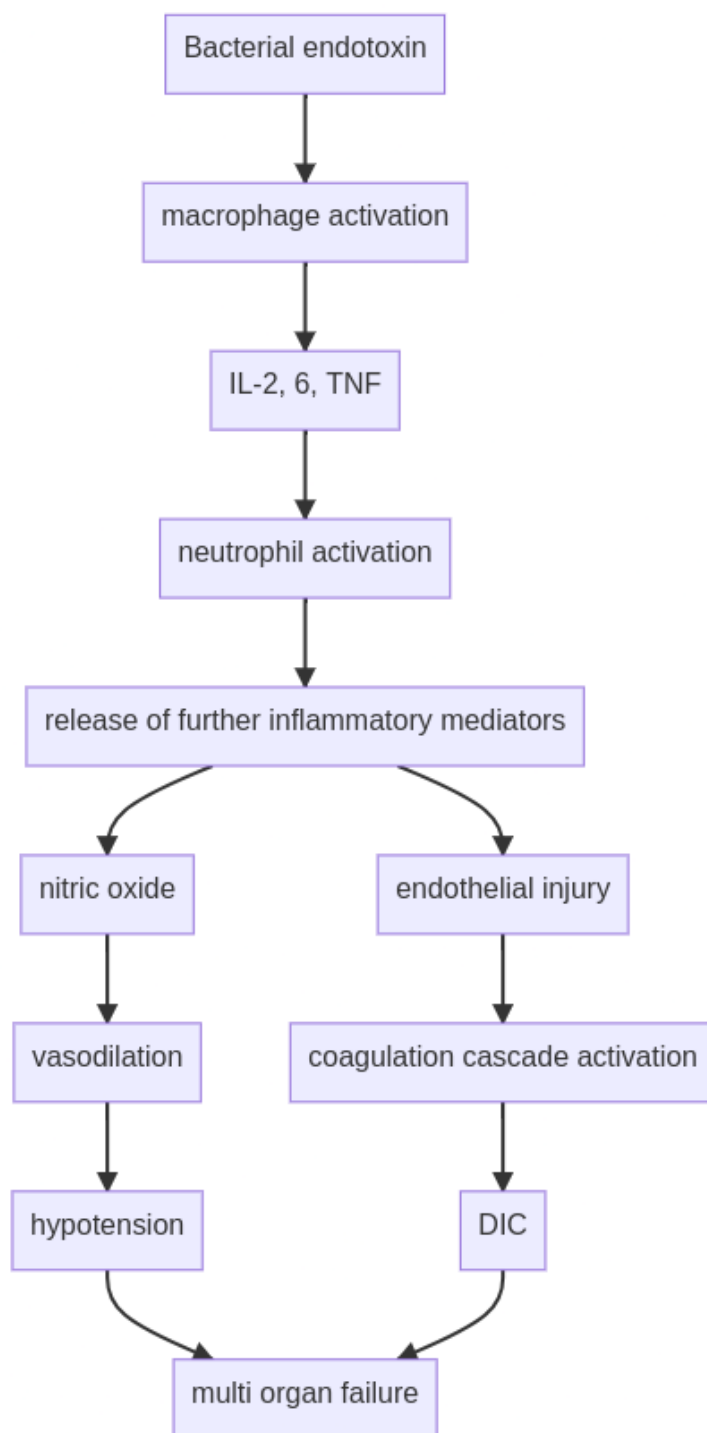 Bacterial endotoxin
macrophage activation
IL-2, 6, TNF
neutrophil activation
release of further inflammatory mediators
nitric oxide
endothelial injury
vasodilation
coagulation cascade activation
hypotension
DIC
multi organ failure